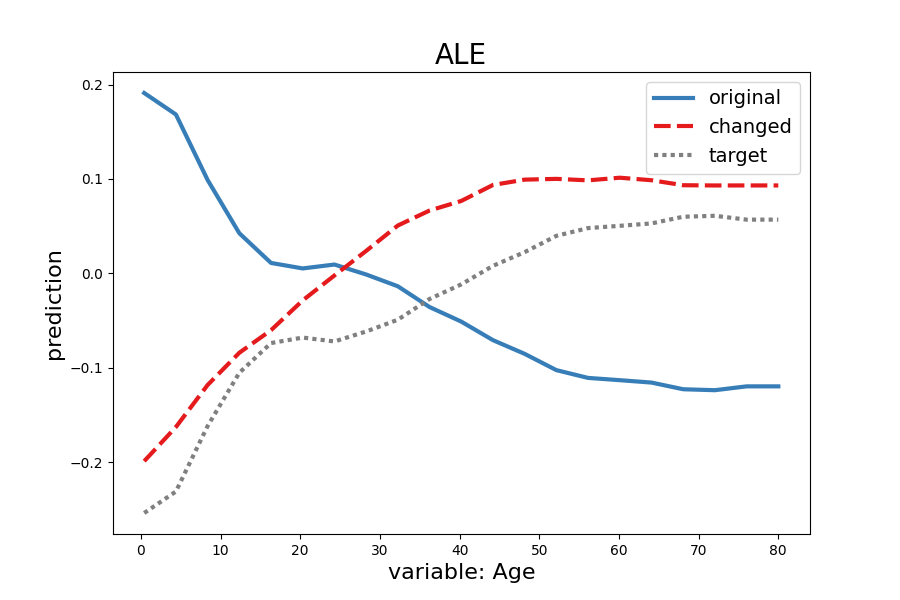 ALE
original
changed
target
0.2
0.1
0.0
−0.1
−0.2
prediction
0 10 20 30 40 50 60 70 80
variable: Age